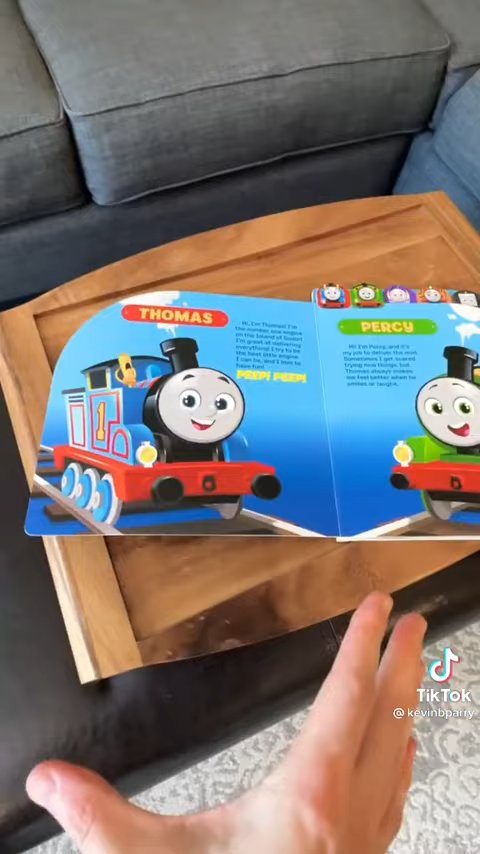 THOMAS
Hi, I'm Thomas! I'm
the number one engine
on the Island of Sodor!
I'm great at delivering
everything! I try to be
the best little engine
I can be, and I love to
have fun!
PEEP! PEEP!
1
PERCY
Hi! I'm Percy, and it's
my job to deliver the mail.
Sometimes I get scared
trying new things, but
Thomas always makes
me feel better when he
smiles or laughs.
TikTok
@kevinbparry